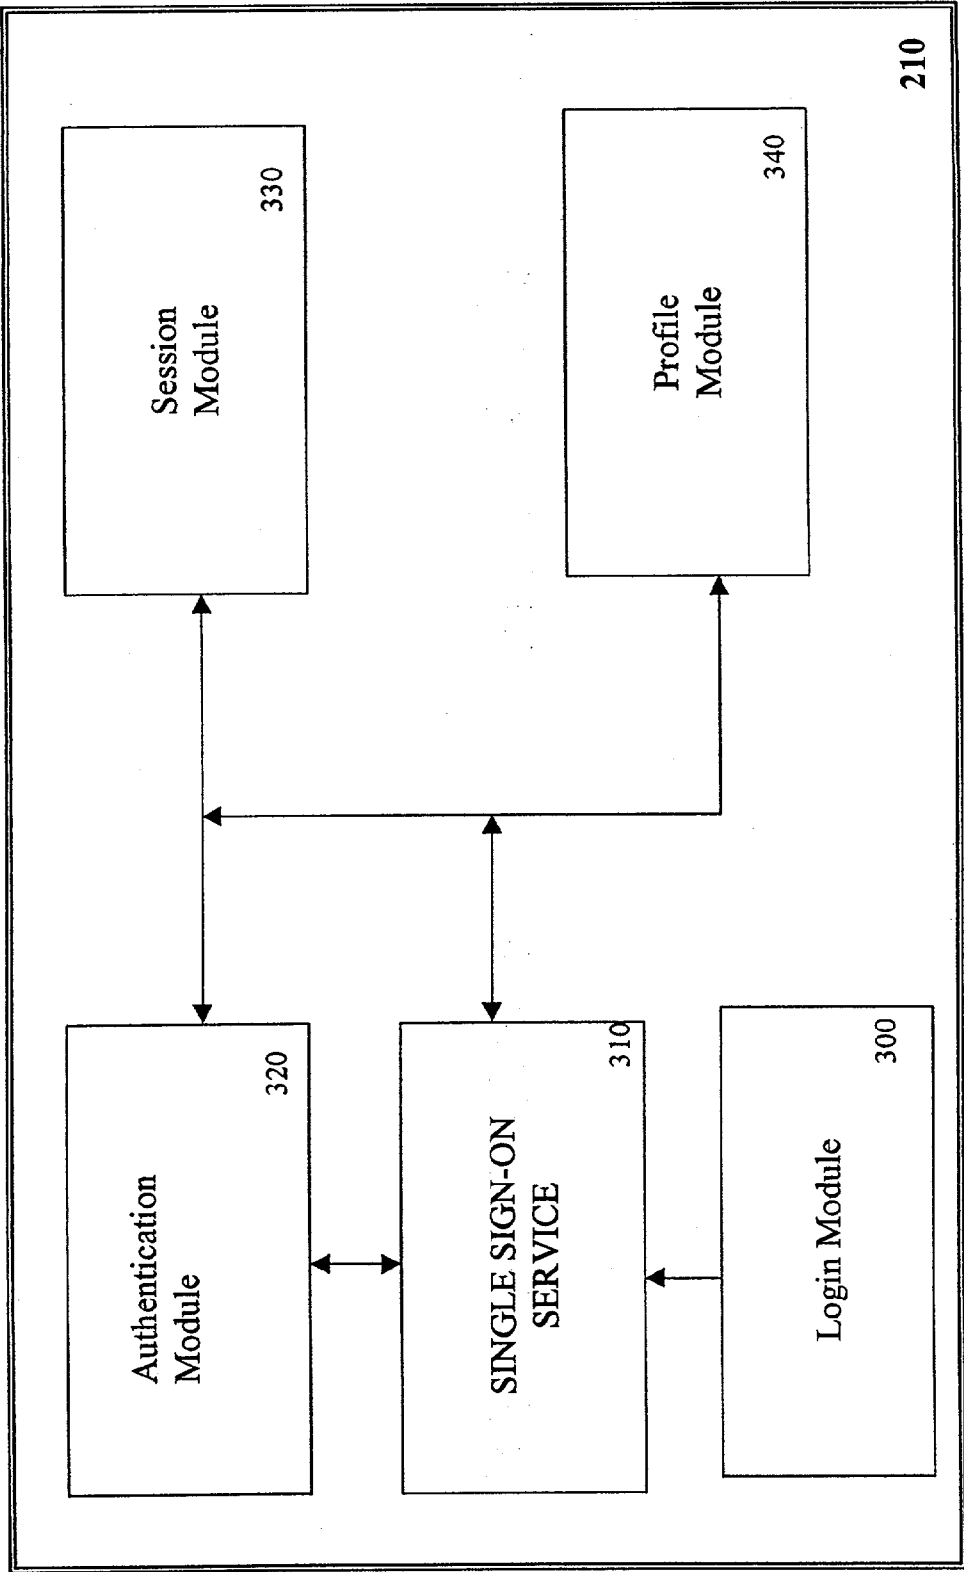 Authentication
Module
320
Session
Module
330
SINGLE SIGN-ON
SERVICE
310
Login Module
300
Profile
Module
340
210